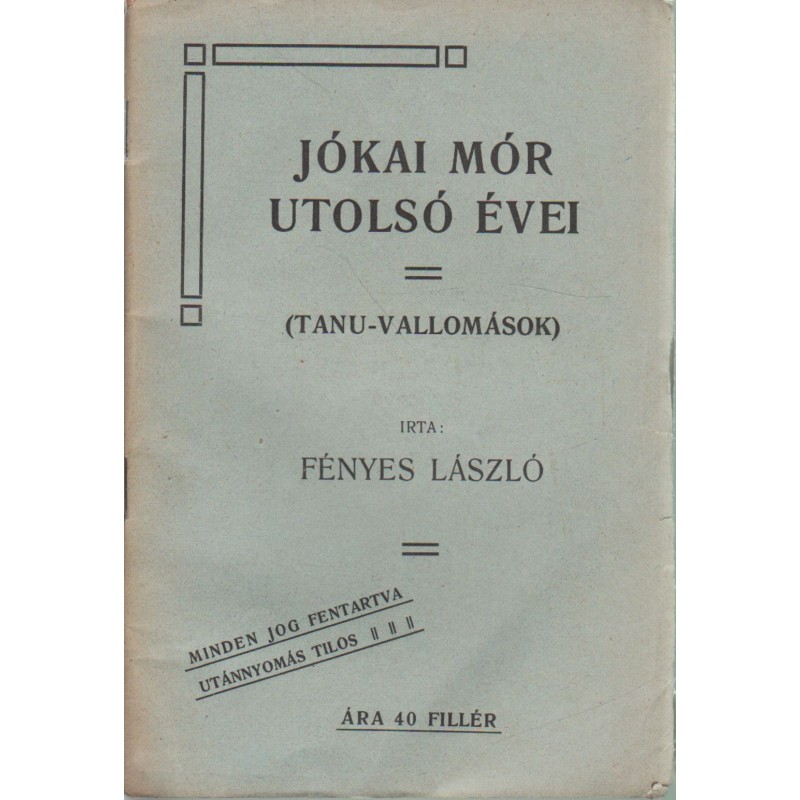 JÓKAI MÓR
UTOLSÓ ÉVEI
(TANU-VALLOMÁSOK)
IRTA:
FÉNYES LÁSZLÓ
MINDEN JOG FENTARTVA
UTÁNNYOMÁS TILOS
ÁRA 40 FILLÉR